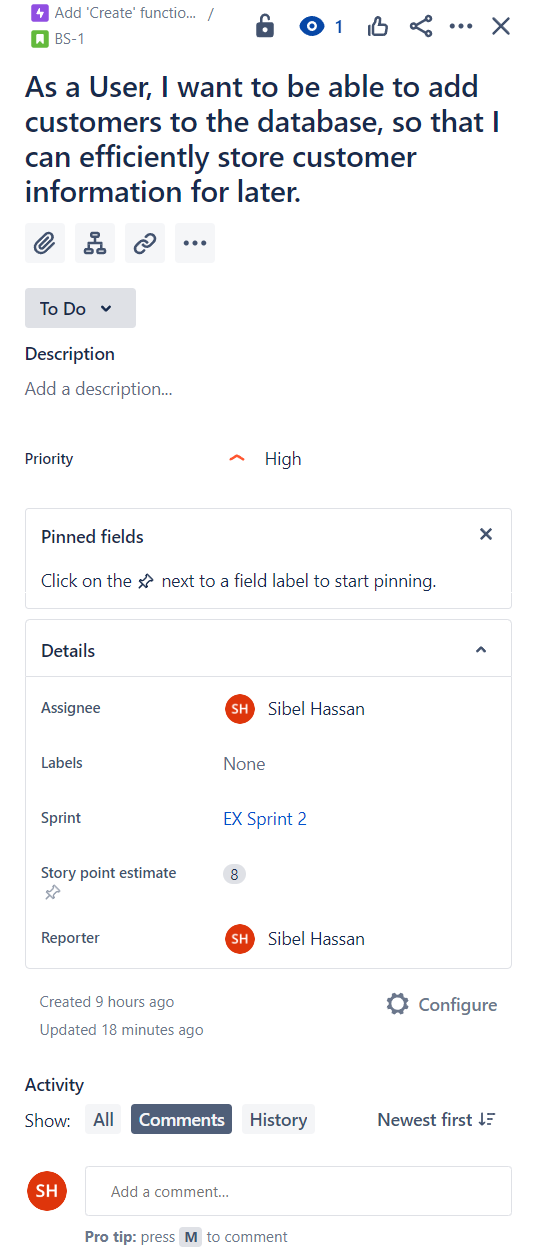 Add 'Create' functio... /
BS-1
1
As a User, I want to be able to add
customers to the database, so that I
can efficiently store customer
information for later.
To Do
Description
Add a description...
Priority High
Pinned fields
Click on the next to a field label to start pinning.
Details
Assignee SH Sibel Hassan
Labels None
Sprint EX Sprint 2
Story point estimate 8
Reporter SH Sibel Hassan
Created 9 hours ago
Configure
Updated 18 minutes ago
Activity
Show: All Comments History Newest first
SH Add a comment...
Pro tip: press M to comment